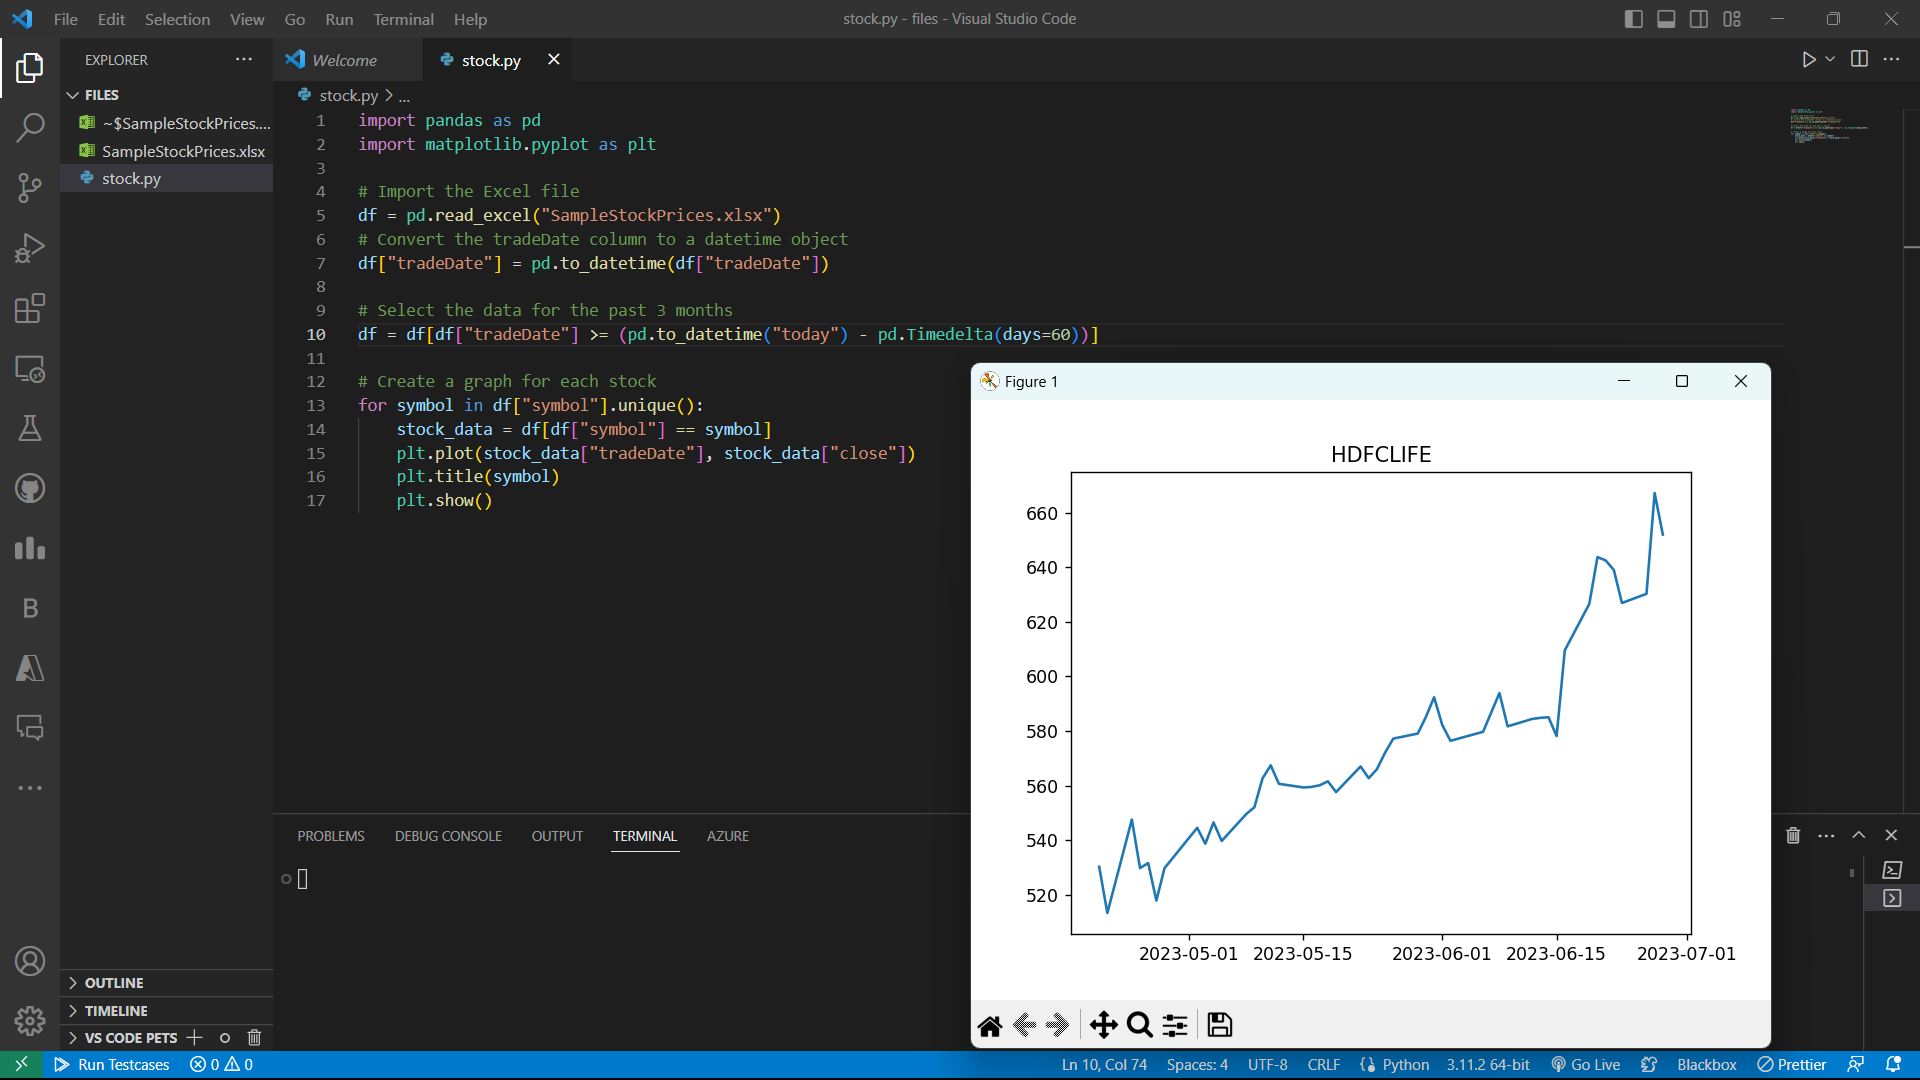 File Edit Selection View Go Run Terminal Help
stock.py - files - Visual Studio Code
EXPLORER
Welcome
stock.py
FILES
~$SampleStockPrices....
SampleStockPrices.xlsx
stock.py
stock.py > ...
1 import pandas as pd
2 import matplotlib.pyplot as plt
3
4 # Import the Excel file
5 df = pd.read_excel("SampleStockPrices.xlsx")
6 # Convert the tradeDate column to a datetime object
7 df["tradeDate"] = pd.to_datetime(df["tradeDate"])
8
9 # Select the data for the past 3 months
10 df = df[df["tradeDate"] >= (pd.to_datetime("today") - pd.Timedelta(days=60))]
11
12 # Create a graph for each stock
13 for symbol in df["symbol"].unique():
14 stock_data = df[df["symbol"] == symbol]
15 plt.plot(stock_data["tradeDate"], stock_data["close"])
16 plt.title(symbol)
17 plt.show()
Figure 1
HDFCLIFE
660
640
620
600
580
560
540
520
2023-05-01 2023-05-15 2023-06-01 2023-06-15 2023-07-01
PROBLEMS DEBUG CONSOLE OUTPUT TERMINAL AZURE
B
OUTLINE
TIMELINE
VS CODE PETS
Run Testcases 0 0
Ln 10, Col 74 Spaces: 4 UTF-8 CRLF Python 3.11.2 64-bit Go Live Blackbox Prettier